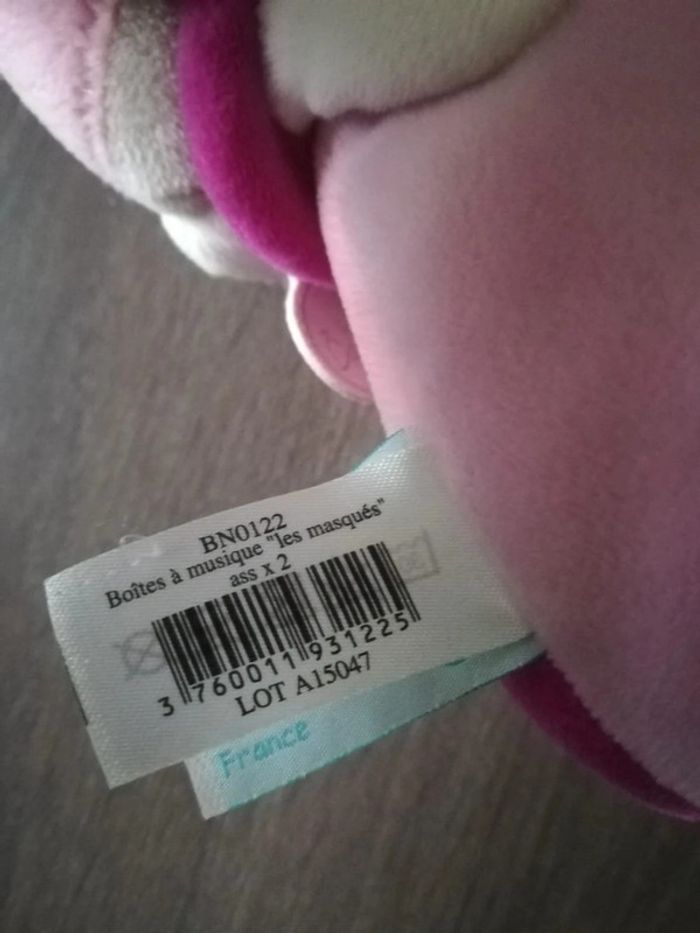 BN0122
Boîtes à musique "les masqués"
ass x 2
3 760011 931225
LOT A15047
France